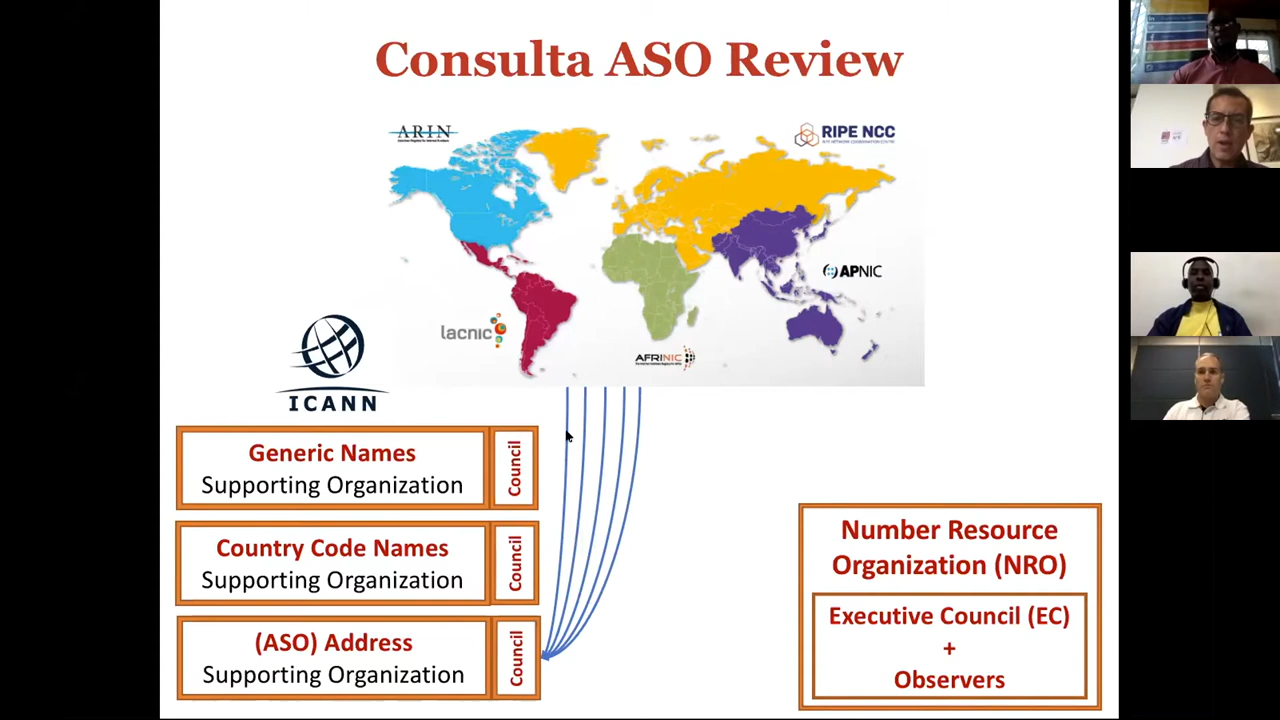 Consulta ASO Review
ARIN
RIPE NCC
APNIC
lacnic
AFRINIC
ICANN
Generic Names
Supporting Organization
Council
Country Code Names
Supporting Organization
Council
(ASO) Address
Supporting Organization
Council
Number Resource
Organization (NRO)
Executive Council (EC)
+
Observers